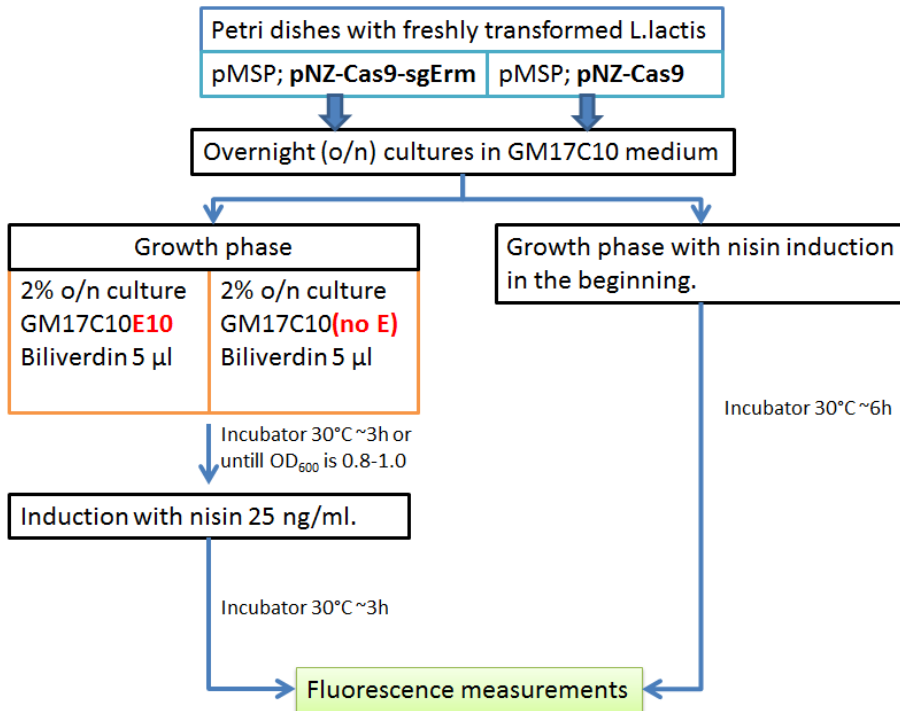 Petri dishes with freshly transformed L.lactis
pMSP; pNZ-Cas9-sgErm
pMSP; pNZ-Cas9
Overnight (o/n) cultures in GM17C10 medium
Growth phase
2% o/n culture
GM17C10E10
Biliverdin 5 µl
2% o/n culture
GM17C10(no E)
Biliverdin 5 µl
Growth phase with nisin induction
in the beginning.
Incubator 30°C ~3h or
untill OD600 is 0.8-1.0
Incubator 30°C ~6h
Induction with nisin 25 ng/ml.
Incubator 30°C ~3h
Fluorescence measurements